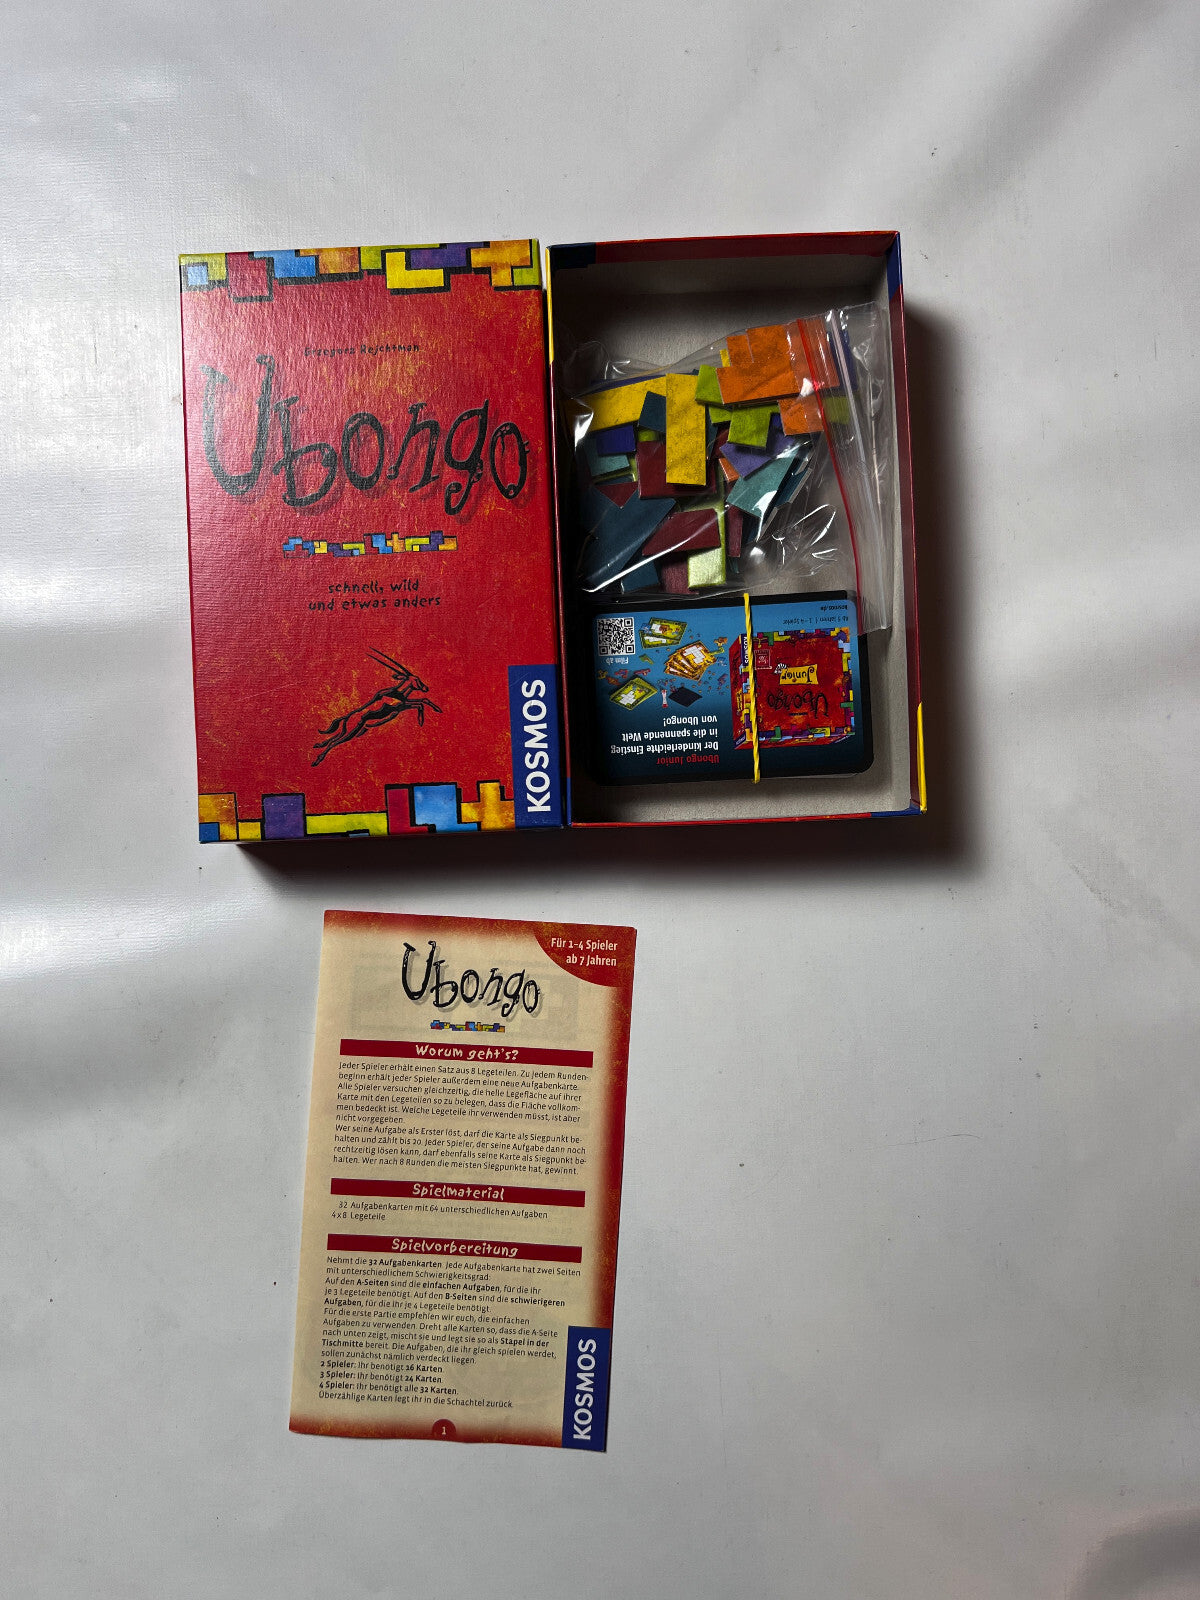 Grzegorz Rejchtman
Ubongo
schnell, wild
und etwas anders
KOSMOS
kosmos.de
Ab 5 Jahren | 1-4 Spieler
Film ab
KOSMOS
Ubongo
Junior
Ubongo Junior
Der kinderleichte Einstieg
in die spannende Welt
von Ubongo!
Für 1-4 Spieler
ab 7 Jahren
Ubongo
Worum geht's?
Jeder Spieler erhält einen Satz aus 8 Legeteilen. Zu jedem Runden-
beginn erhält jeder Spieler außerdem eine neue Aufgabenkarte.
Alle Spieler versuchen gleichzeitig, die helle Legefläche auf ihrer
Karte mit den Legeteilen so zu belegen, dass die Fläche vollkom-
men bedeckt ist. Welche Legeteile ihr verwenden müsst, ist aber
nicht vorgegeben.
Wer seine Aufgabe als Erster löst, darf die Karte als Siegpunkt be-
halten und zählt bis 20. Jeder Spieler, der seine Aufgabe dann noch
rechtzeitig lösen kann, darf ebenfalls seine Karte als Siegpunkt be-
halten. Wer nach 8 Runden die meisten Siegpunkte hat, gewinnt.
Spielmaterial
32 Aufgabenkarten mit 64 unterschiedlichen Aufgaben
4 x 8 Legeteile
Spielvorbereitung
Nehmt die 32 Aufgabenkarten. Jede Aufgabenkarte hat zwei Seiten
mit unterschiedlichem Schwierigkeitsgrad:
Auf den A-Seiten sind die einfachen Aufgaben, für die ihr
je 3 Legeteile benötigt. Auf den B-Seiten sind die schwierigeren
Aufgaben, für die ihr je 4 Legeteile benötigt.
Für die erste Partie empfehlen wir euch, die einfachen
Aufgaben zu verwenden. Dreht alle Karten so, dass die A-Seite
nach unten zeigt, mischt sie und legt sie so als Stapel in der
Tischmitte bereit. Die Aufgaben, die ihr gleich spielen werdet,
sollen zunächst nämlich verdeckt liegen.
2 Spieler: Ihr benötigt 16 Karten.
3 Spieler: Ihr benötigt 24 Karten.
4 Spieler: Ihr benötigt alle 32 Karten.
Überzählige Karten legt ihr in die Schachtel zurück.
1
KOSMOS